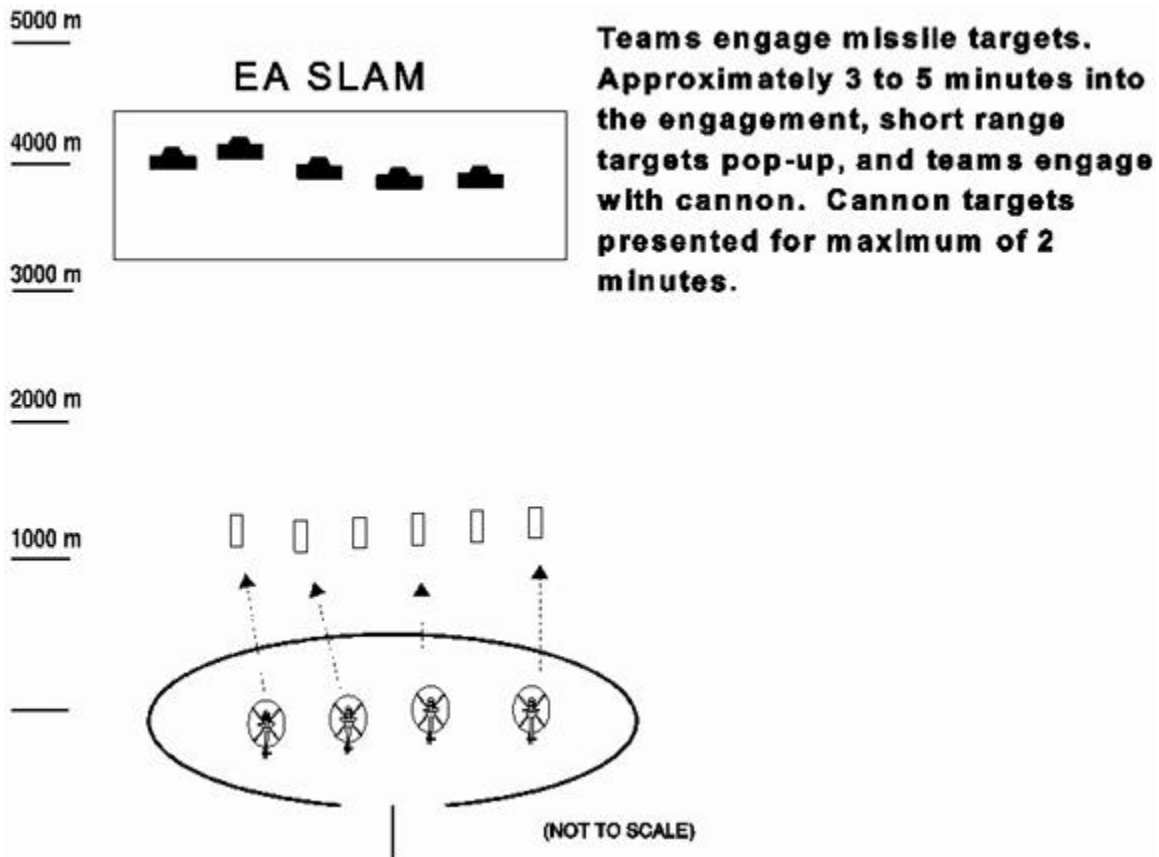 5000 m
EA SLAM
4000 m
3000 m
2000 m
1000 m
Teams engage missile targets.
Approximately 3 to 5 minutes into
the engagement, short range
targets pop-up, and teams engage
with cannon.  Cannon targets
presented for maximum of 2
minutes.
(NOT TO SCALE)